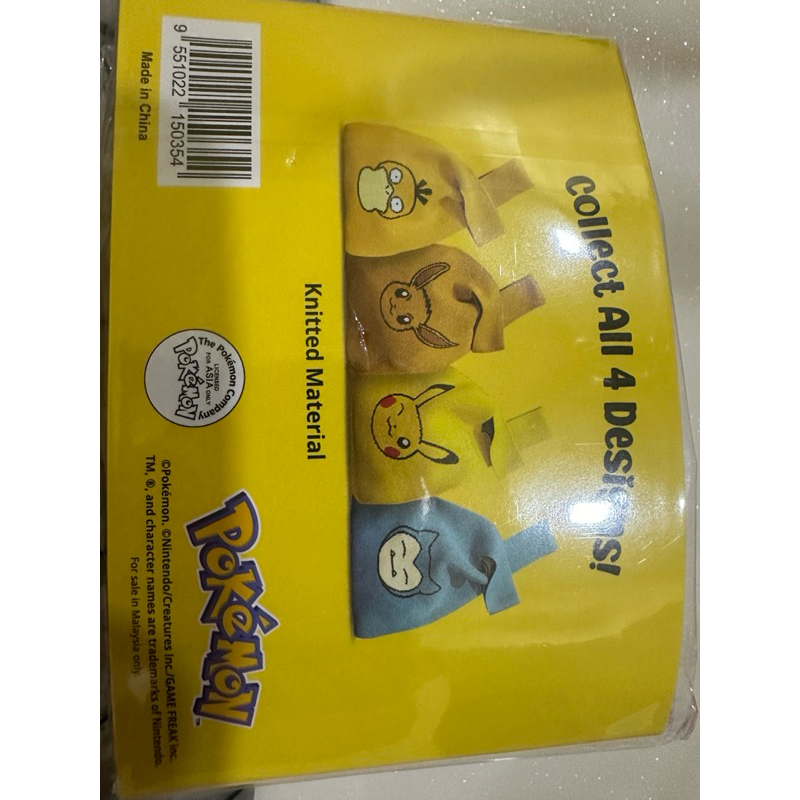 Collect All 4 Designs!
Knitted Material
9 551022 150354
Made in China
The Pokémon Company
LICENSED
FOR ASIA ONLY
POKéMON
POKéMON
TM
©Pokémon. ©Nintendo/Creatures Inc./GAME FREAK inc.
TM, ®, and character names are trademarks of Nintendo.
For sale in Malaysia only.